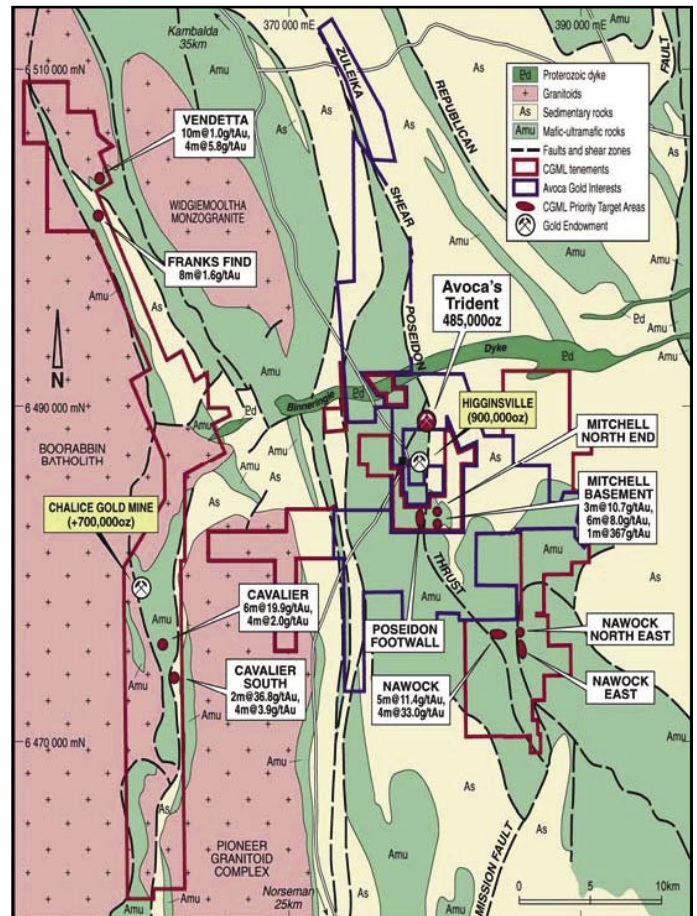 370 000 mE
390 000 mE
Kambalda
35km
6 510 000 mN
ZULEIKA
SHEAR
REPUBLICAN
FAULT
Pd Proterozoic dyke
+ Granitoids
As Sedimentary rocks
Amu Mafic-ultramafic rocks
Faults and shear zones
CGML tenements
Avoca Gold Interests
CGML Priority Target Areas
Gold Endowment
VENDETTA
10m@1.0g/tAu,
4m@5.8g/tAu
WIDGIEMOOLTHA
MONZOGRANITE
FRANKS FIND
8m@1.6g/tAu
N
POSEIDON
THRUST
Avoca's
Trident
485,000oz
Binneringie
Dyke
6 490 000 mN
HIGGINSVILLE
(900,000oz)
MITCHELL
NORTH END
MITCHELL
BASEMENT
3m@10.7g/tAu,
6m@8.0g/tAu,
1m@367g/tAu
BOORABBIN
BATHOLITH
CHALICE GOLD MINE
(+700,000oz)
CAVALIER
6m@19.9g/tAu,
4m@2.0g/tAu
CAVALIER
SOUTH
2m@36.8g/tAu,
4m@3.9g/tAu
POSEIDON
FOOTWALL
NAWOCK
5m@11.4g/tAu,
4m@33.0g/tAu
NAWOCK
NORTH EAST
NAWOCK
EAST
6 470 000 mN
PIONEER
GRANITOID
COMPLEX
Norseman
25km
MISSION FAULT
0 5 10km
Amu
As
Pd